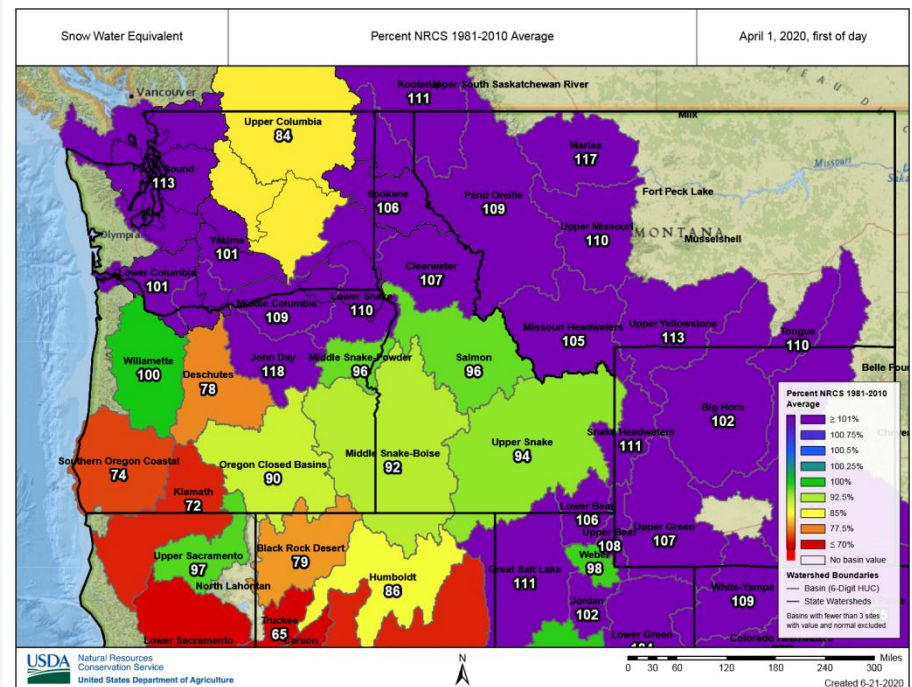 Snow Water Equivalent
Percent NRCS 1981-2010 Average
April 1, 2020, first of day
Vancouver
Kootenai
Upper South Saskatchewan River
111
Milk
Upper Columbia
84
Marias
117
Missouri
Puget Sound
113
Spokane
106
Pend Oreille
109
Fort Peck Lake
Upper Missouri
110
MONTANA
Musselshell
Olympia
Yakima
101
Clearwater
107
Lower Columbia
101
Middle Columbia
109
Lower Snake
110
Missouri Headwaters
105
Upper Yellowstone
113
Tongue
110
Willamette
100
Deschutes
78
John Day
118
Middle Snake-Powder
96
Salmon
96
Belle Four
Big Horn
102
Southern Oregon Coastal
74
Oregon Closed Basins
90
Middle Snake-Boise
92
Upper Snake
94
Snake Headwaters
111
Klamath
72
Lower Bear
106
Upper Bear
108
Upper Green
107
Upper Sacramento
97
Black Rock Desert
79
Humboldt
86
Great Salt Lake
111
Weber
98
North Lahontan
Truckee
65
Carson
Jordan
102
White-Yampa
109
Lower Sacramento
Lower Green
Colorado Headwaters
Percent NRCS 1981-2010
Average
≥ 101%
100.75%
100.5%
100.25%
100%
92.5%
85%
77.5%
≤ 70%
No basin value
Watershed Boundaries
Basin (6-Digit HUC)
State Watersheds
Basins with fewer than 3 sites
with value and normal excluded
USDA
Natural Resources
Conservation Service
United States Department of Agriculture
N
Miles
0 30 60 120 180 240 300
Created 6-21-2020